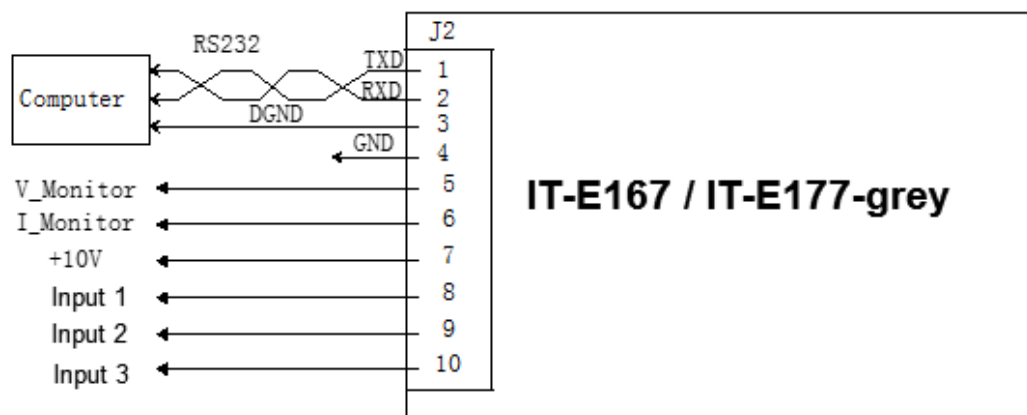 J2
RS232
TXD 1
Computer
RXD 2
DGND 3
GND 4
V_Monitor 5
IT-E167 / IT-E177-grey
I_Monitor 6
+10V 7
Input 1 8
Input 2 9
Input 3 10